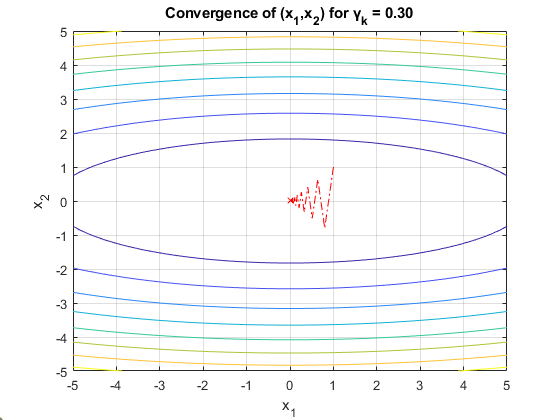 Convergence of (x₁,x₂) for γₖ = 0.30
5
4
3
2
1
0
-1
-2
-3
-4
-5
x₂
-5 -4 -3 -2 -1 0 1 2 3 4 5
x₁